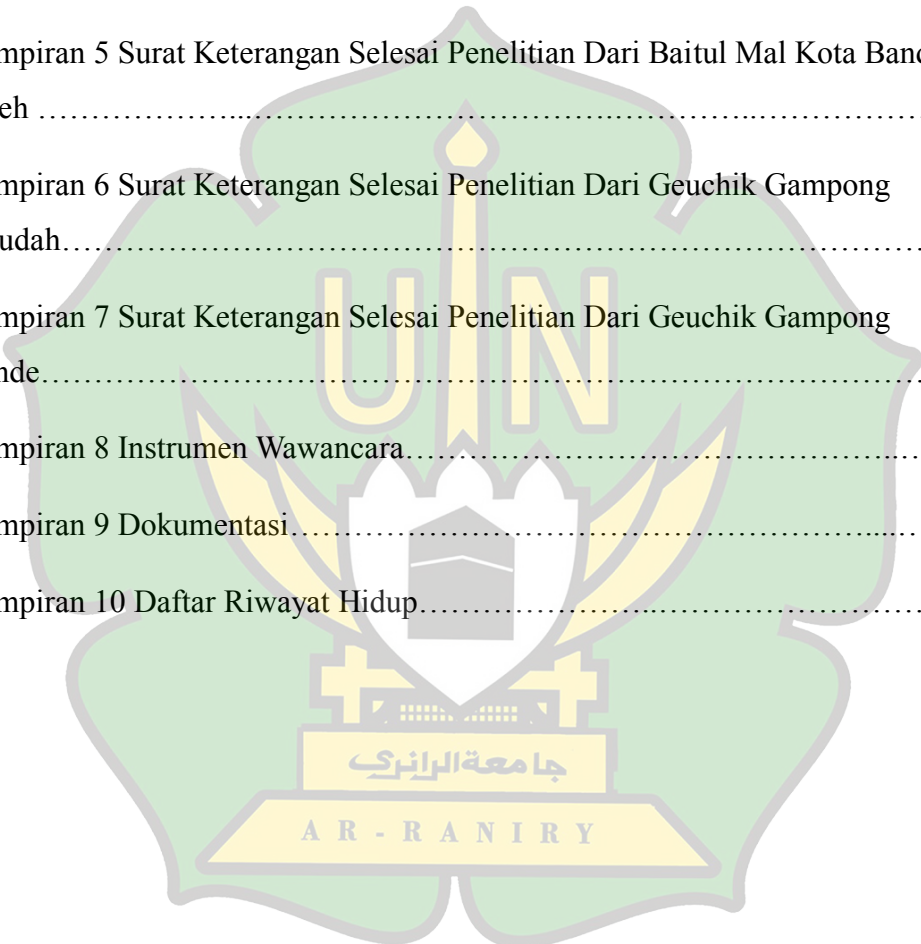 mpiran 5 Surat Keterangan Selesai Penelitian Dari Baitul Mal Kota Band
eh ………………...…………………………………….……………..………………
mpiran 6 Surat Keterangan Selesai Penelitian Dari Geuchik Gampong
udah…………………………………………………………………………………
mpiran 7 Surat Keterangan Selesai Penelitian Dari Geuchik Gampong
nde……………………………………………………………………………………
mpiran 8 Instrumen Wawancara……………………………………………….…
mpiran 9 Dokumentasi…………………………………………………………....…
mpiran 10 Daftar Riwayat Hidup……………………………………………………
UIN
جامعة الرانري
AR-RANIRY